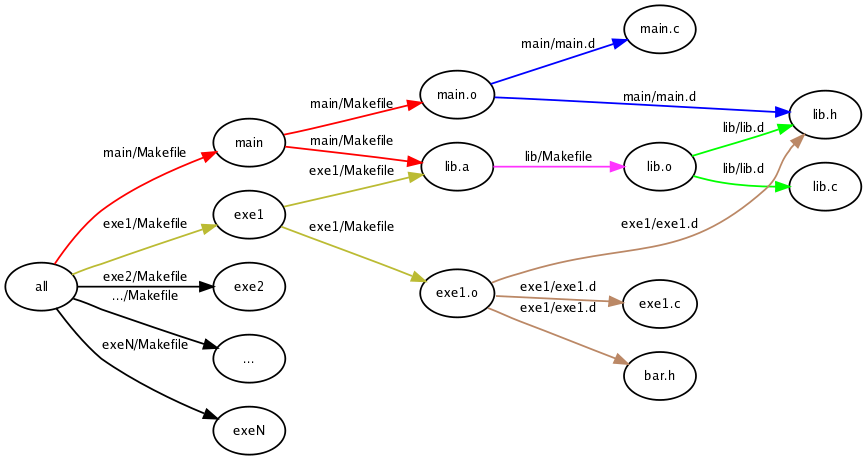 main.c
main/main.d
main.o
main/Makefile
main/main.d
lib.h
main
main/Makefile
lib/lib.d
main/Makefile
lib.a
lib/Makefile
lib.o
exe1/Makefile
lib/lib.d
lib.c
exe1
exe1/Makefile
exe1/Makefile
exe1/exe1.d
all
exe2/Makefile
exe2
.../Makefile
exe1.o
exe1/exe1.d
exe1/exe1.d
exe1.c
exeN/Makefile
...
bar.h
exeN